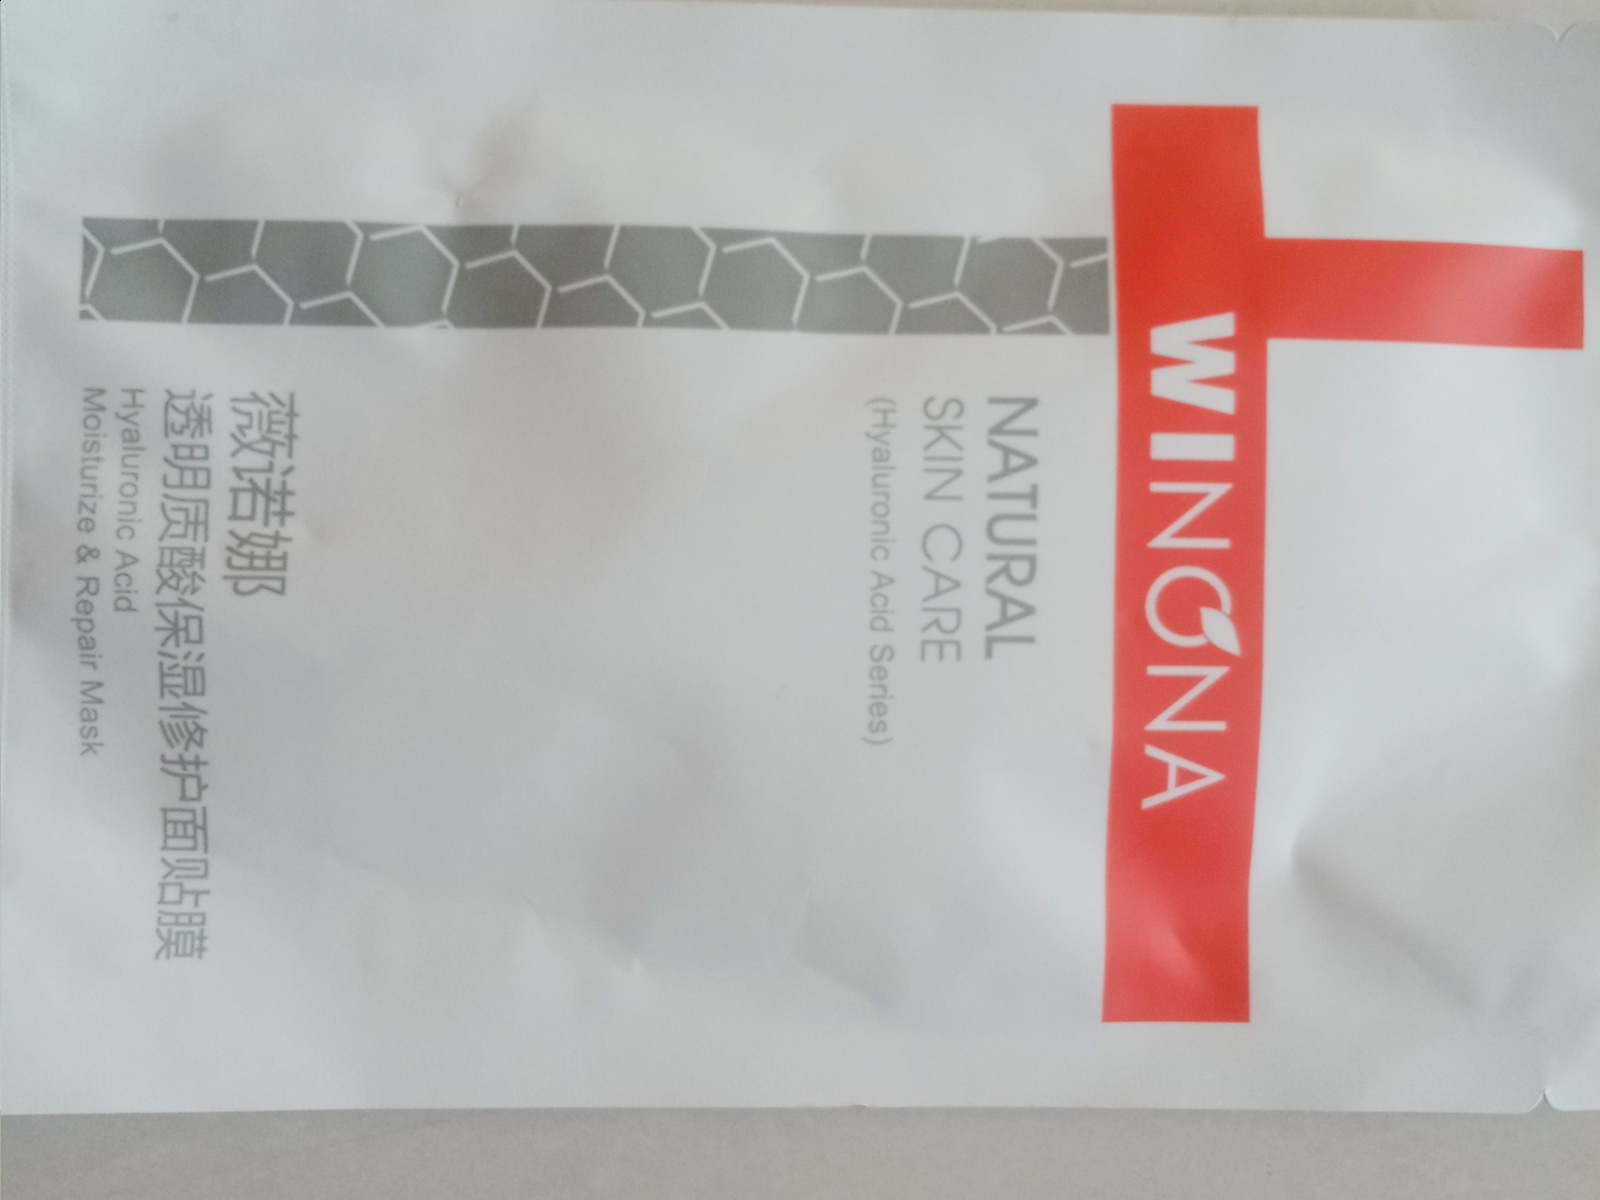 WINONA
NATURAL
SKIN CARE
(Hyaluronic Acid Series)
薇诺娜
透明质酸保湿修护面贴膜
Hyaluronic Acid
Moisturize & Repair Mask